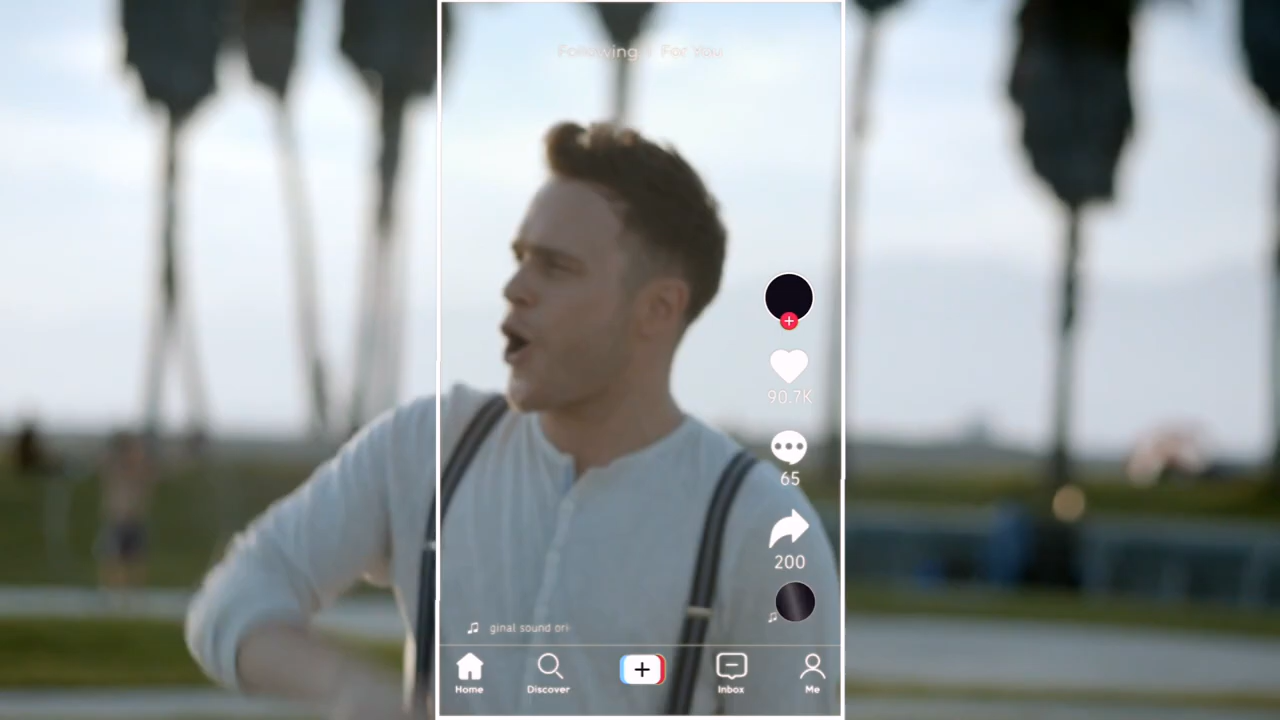 Following For You
90.7K
65
200
ginal sound ori
Home Discover Inbox Me